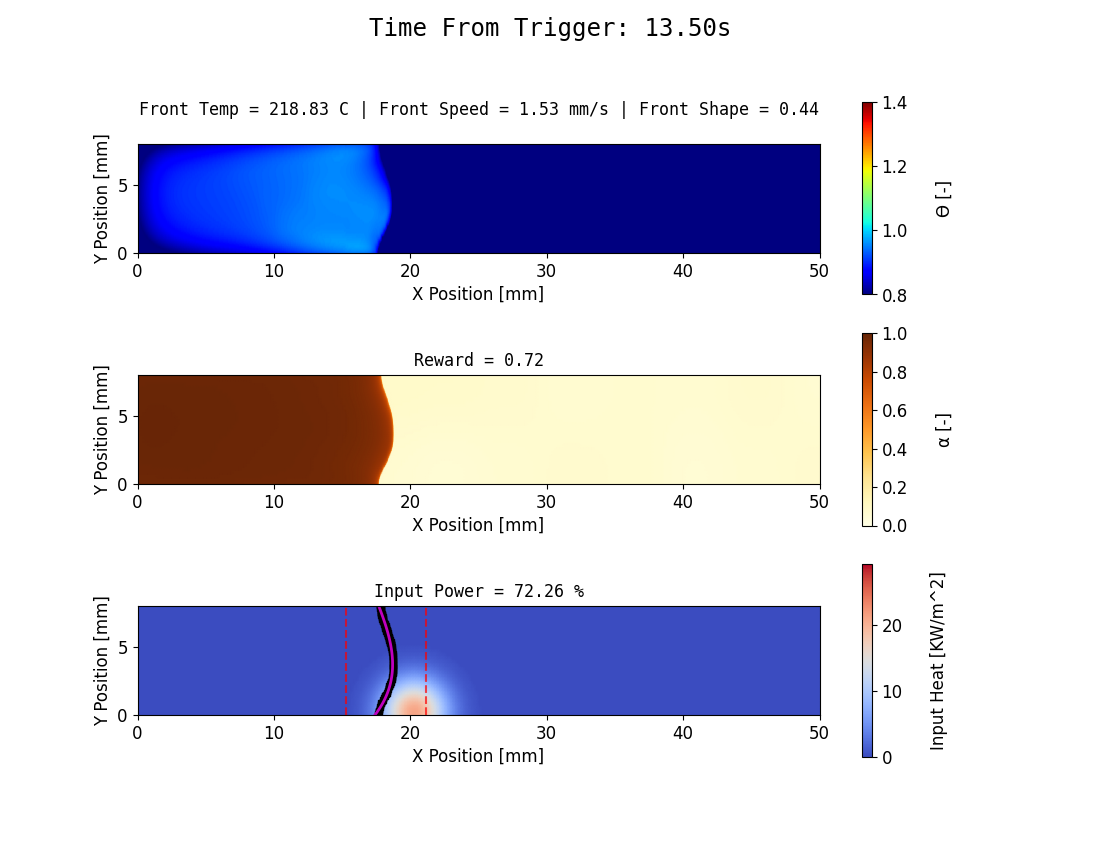 Time From Trigger: 13.50s
Front Temp = 218.83 C | Front Speed = 1.53 mm/s | Front Shape = 0.44
Y Position [mm]
5
0
0 10 20 30 40 50
X Position [mm]
1.4
1.2
1.0
0.8
ϴ [-]
Reward = 0.72
Y Position [mm]
5
0
0 10 20 30 40 50
X Position [mm]
1.0
0.8
0.6
0.4
0.2
0.0
α [-]
Input Power = 72.26 %
Y Position [mm]
5
0
0 10 20 30 40 50
X Position [mm]
20
10
0
Input Heat [KW/m^2]